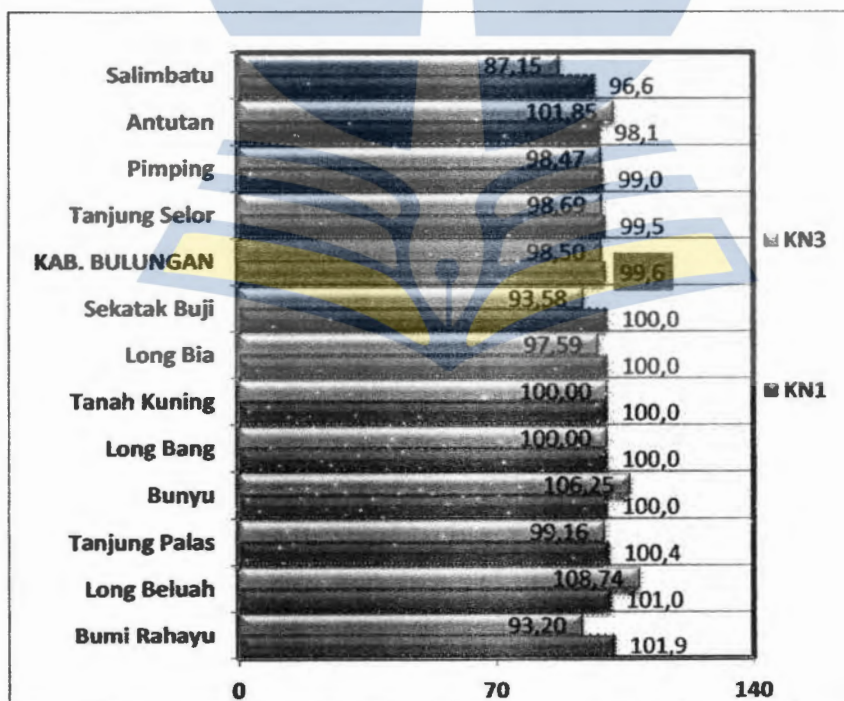 Salimbatu 87,15 96,6
Antutan 101,85 98,1
Pimping 98,47 99,0
Tanjung Selor 98,69 99,5
KAB. BULUNGAN 98,50 99,6
Sekatak Buji 93,58 100,0
Long Bia 97,59 100,0
Tanah Kuning 100,00 100,0
Long Bang 100,00 100,0
Bunyu 106,25 100,0
Tanjung Palas 99,16 100,4
Long Beluah 108,74 101,0
Bumi Rahayu 93,20 101,9
0 70 140
KN3
KN1